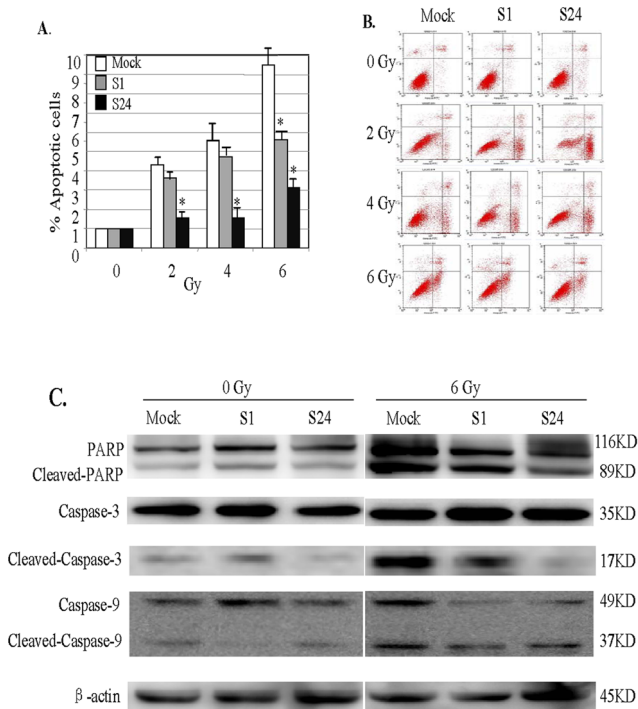 A.
10
9
8
7
6
5
4
3
2
1
0
% Apoptotic cells
Mock
S1
S24
*
*
*
*
0 2 4 6
Gy
B.
Mock S1 S24
0 Gy
2 Gy
4 Gy
6 Gy
C.
0 Gy 6 Gy
Mock S1 S24 Mock S1 S24
PARP 116KD
Cleaved-PARP 89KD
Caspase-3 35KD
Cleaved-Caspase-3 17KD
Caspase-9 49KD
Cleaved-Caspase-9 37KD
β-actin 45KD